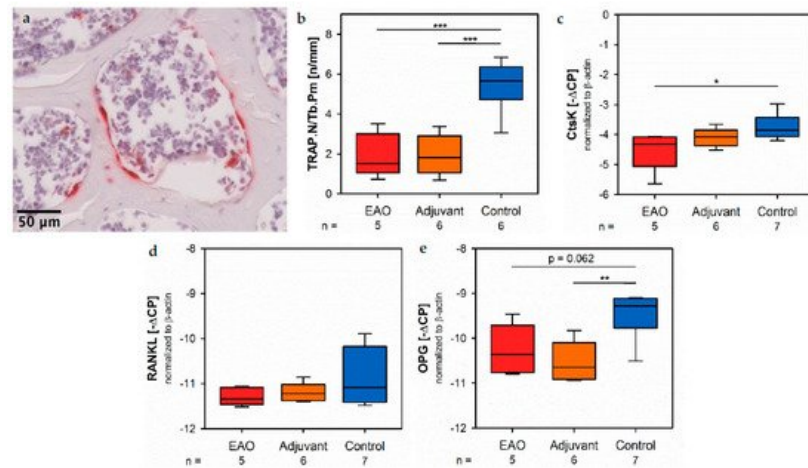 a
50 µm
b
TRAP.N/Tb.Pm [n/mm]
8
6
4
2
0
***
***
EAO Adjuvant Control
n = 5 6 6
c
CtsK [-ΔCP]
normalized to β-actin
-0
-1
-2
-3
-4
-5
-6
*
EAO Adjuvant Control
n = 5 6 7
d
RANKL [-ΔCP]
normalized to β-actin
-8
-9
-10
-11
-12
EAO Adjuvant Control
n = 5 6 7
e
OPG [-ΔCP]
normalized to β-actin
-8
-9
-10
-11
-12
p = 0.062
**
EAO Adjuvant Control
n = 5 6 7